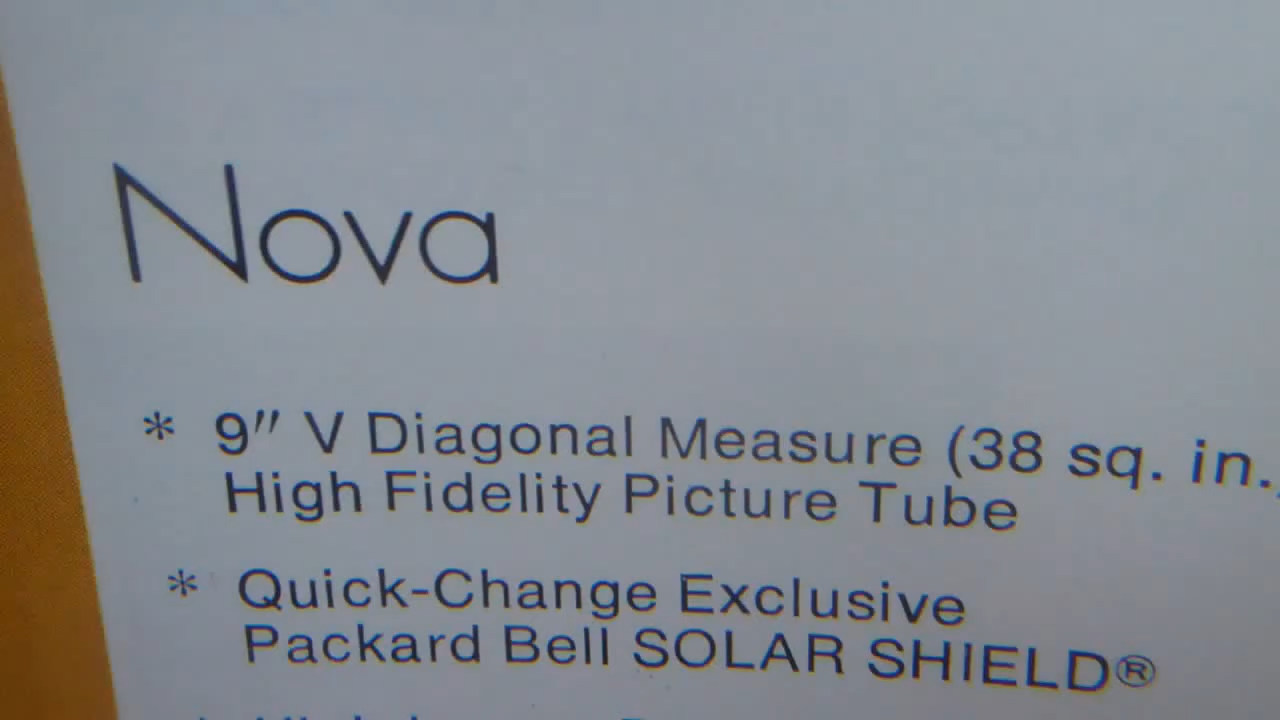 Nova
* 9" V Diagonal Measure (38 sq. in.)
High Fidelity Picture Tube
* Quick-Change Exclusive
Packard Bell SOLAR SHIELD®